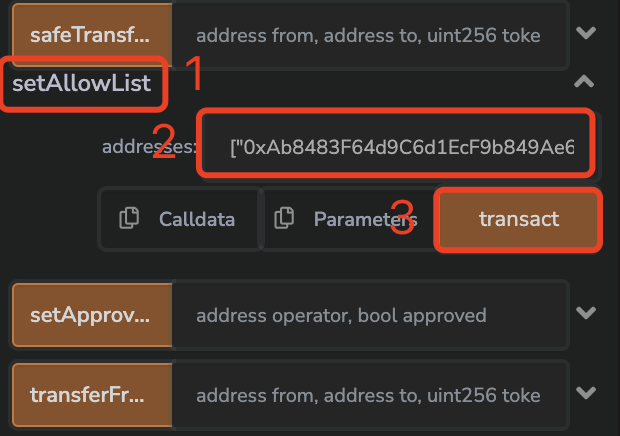 safeTransf... address from, address to, uint256 toke
setAllowList 1
2 addresses: ["0xAb8483F64d9C6d1EcF9b849Ae6
Calldata Parameters 3 transact
setApprov... address operator, bool approved
transferFr... address from, address to, uint256 toke